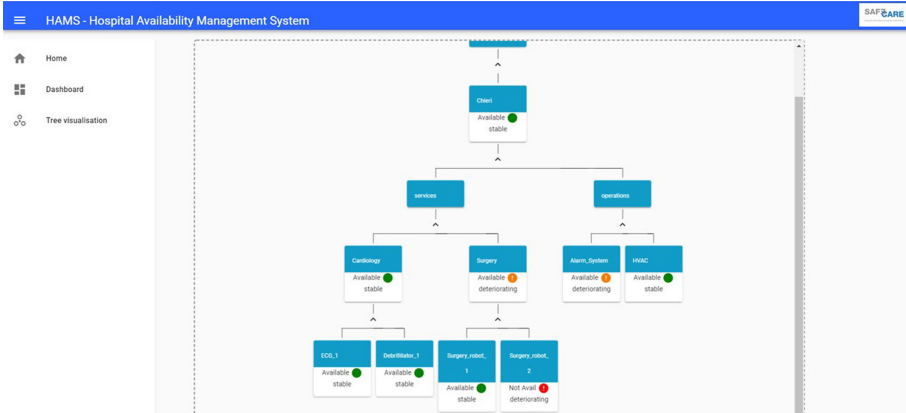 HAMS - Hospital Availability Management System
SAFECARE
Home
Dashboard
Tree visualisation
Chieri
Available
stable
services
operations
Cardiology
Available
stable
Surgery
Available
deteriorating
Alarm_System
Available
deteriorating
HVAC
Available
stable
ECG_1
Available
stable
Debrifillator_1
Available
stable
Surgery_robot_
1
Available
stable
Surgery_robot_
2
Not Avail
deteriorating